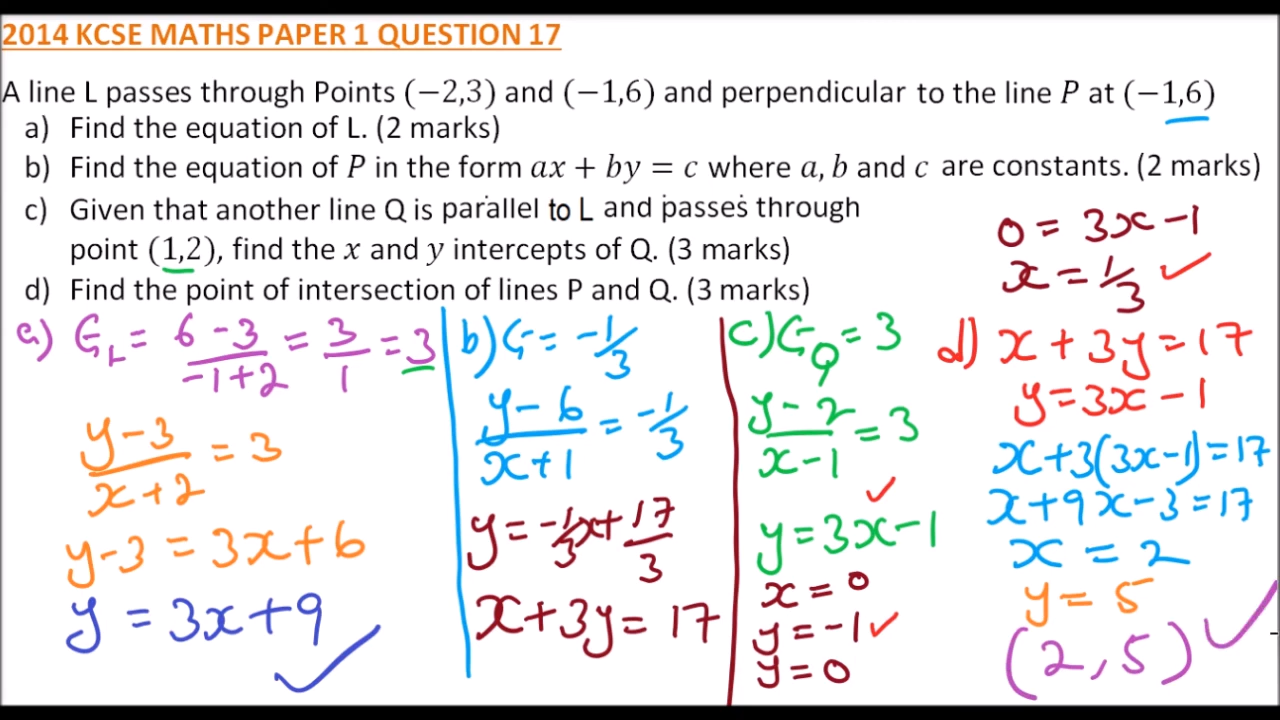 2014 KCSE MATHS PAPER 1 QUESTION 17
A line L passes through Points (−2,3) and (−1,6) and perpendicular to the line P at (−1,6)
a) Find the equation of L. (2 marks)
b) Find the equation of P in the form ax + by = c where a, b and c are constants. (2 marks)
c) Given that another line Q is parallel to L and passes through
point (1,2), find the x and y intercepts of Q. (3 marks)
d) Find the point of intersection of lines P and Q. (3 marks)
a) G_L = (6 − 3)/(−1+2) = 3/1 = 3
(y−3)/(x+2) = 3
y−3 = 3x+6
y = 3x+9 ✓
b) G = −1/3
(y−6)/(x+1) = −1/3
y = −1/3 x + 17/3
x+3y = 17
c) G_Q = 3
(y−2)/(x−1) = 3
✓
y = 3x−1
x = 0
y = −1 ✓
y = 0
0 = 3x−1
x = 1/3 ✓
d) x + 3y = 17
y = 3x − 1
x+3(3x−1) = 17
x+9x−3 = 17
x = 2
y = 5
(2,5) ✓